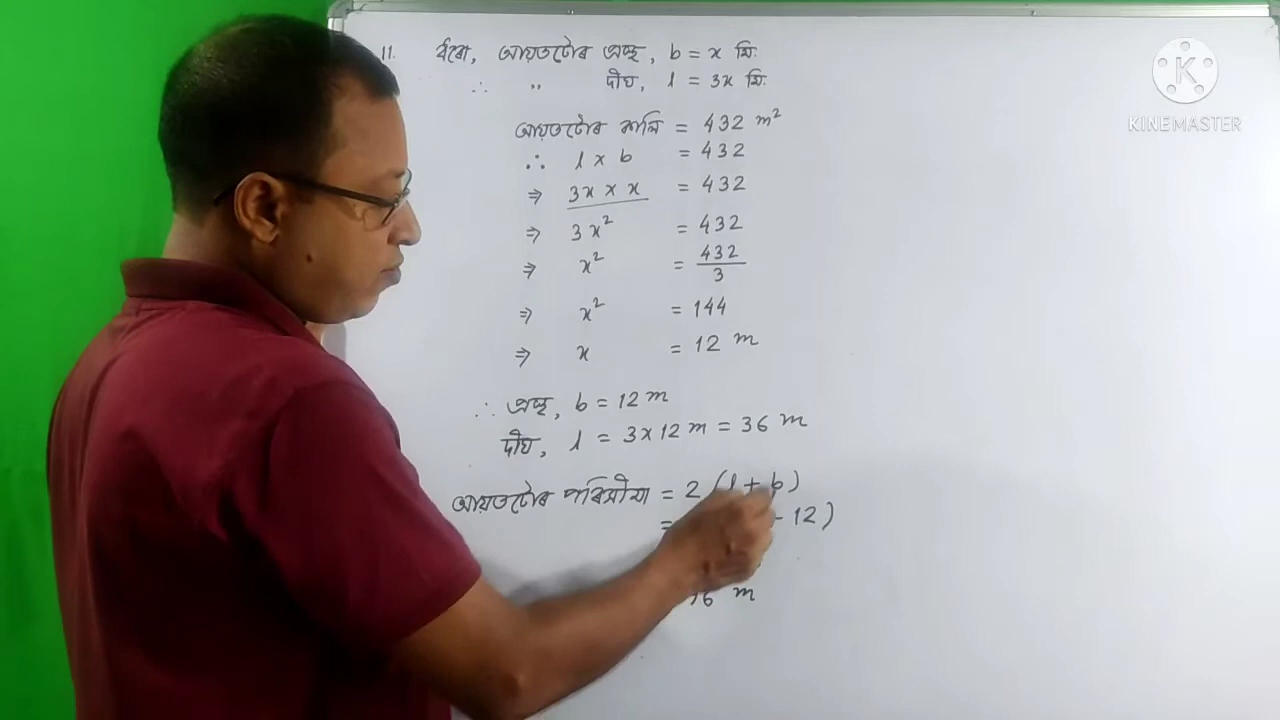 11. ধৰো, আয়তটোৰ প্ৰস্থ, b = x মি.
∴ " দীঘ, l = 3x মি.
আয়তটোৰ কালি = 432 m²
∴ l x b = 432
⇒ 3x x x = 432
⇒ 3x² = 432
⇒ x² = 432/3
⇒ x² = 144
⇒ x = 12 m
∴ প্ৰস্থ, b = 12 m
দীঘ, l = 3 x 12 m = 36 m
আয়তটোৰ পৰিসীমা = 2 (l + b)
= 12)
m
KINEMASTER